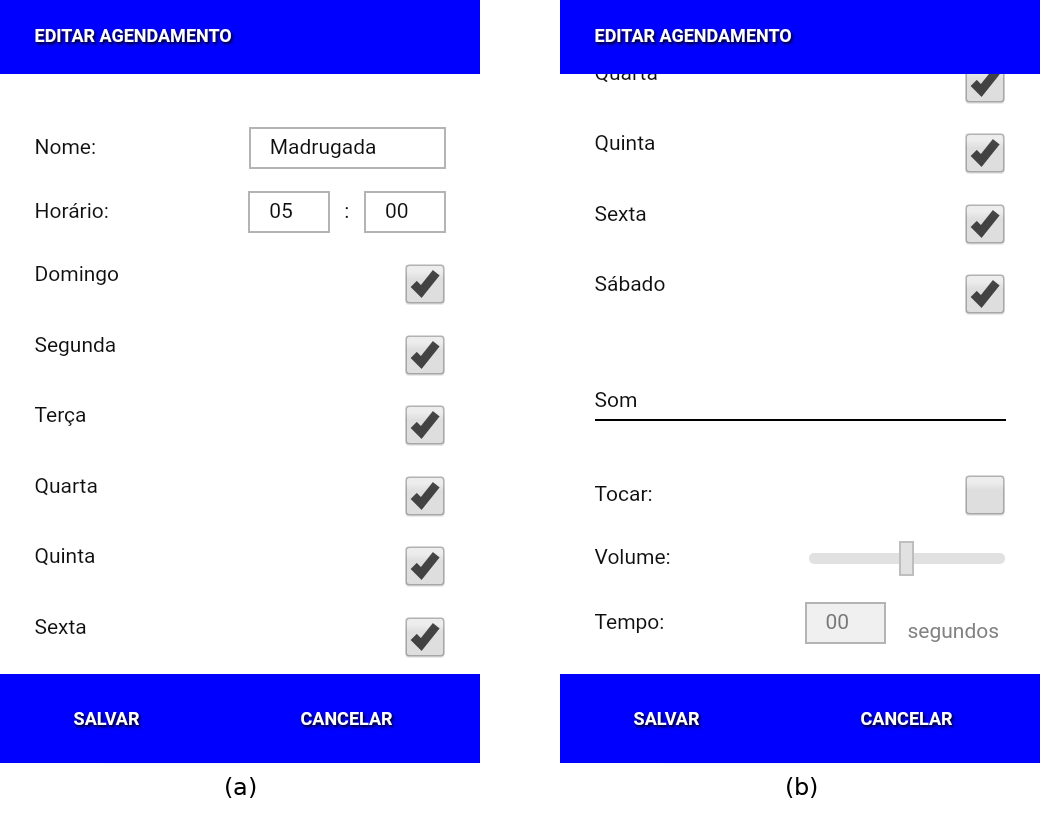 EDITAR AGENDAMENTO
Nome: Madrugada
Horário: 05 : 00
Domingo
Segunda
Terça
Quarta
Quinta
Sexta
SALVAR CANCELAR
(a)
EDITAR AGENDAMENTO
Quarta
Quinta
Sexta
Sábado
Som
Tocar:
Volume:
Tempo: 00 segundos
SALVAR CANCELAR
(b)